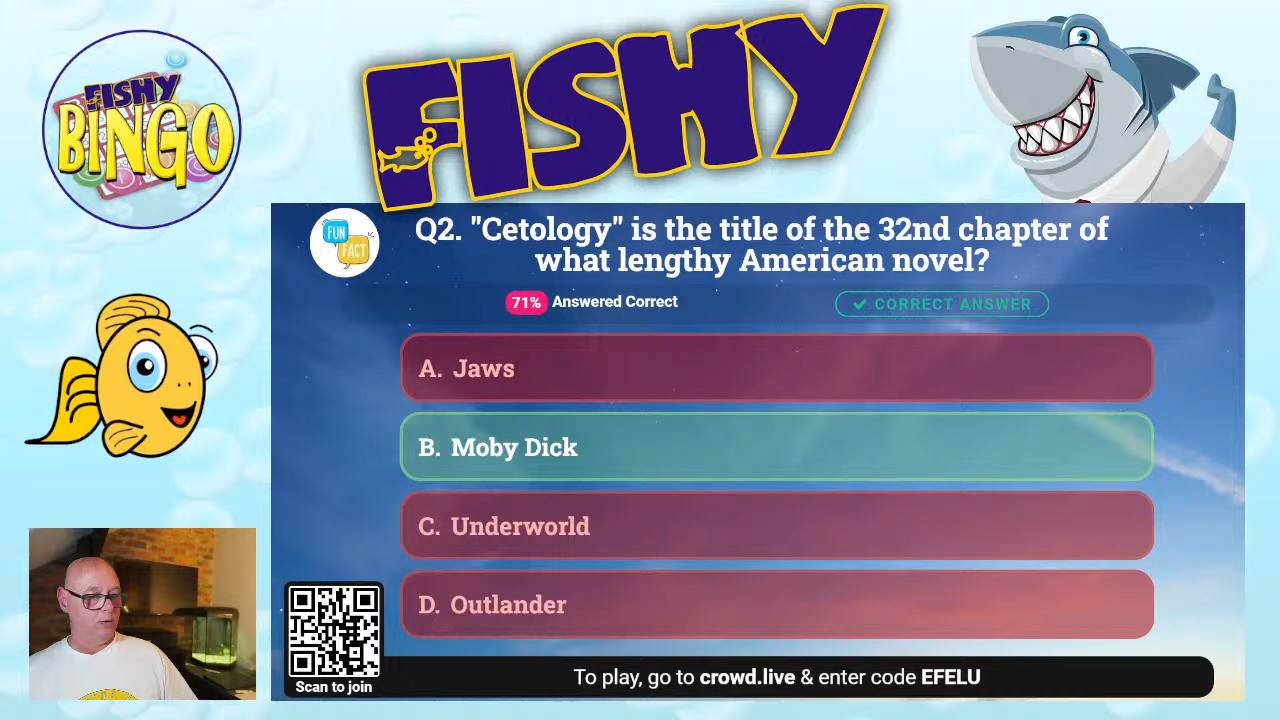 FISHY
BINGO
FISHY
FUN
FACT
Q2. "Cetology" is the title of the 32nd chapter of
what lengthy American novel?
71% Answered Correct
CORRECT ANSWER
A. Jaws
B. Moby Dick
C. Underworld
D. Outlander
Scan to join
To play, go to crowd.live & enter code EFELU